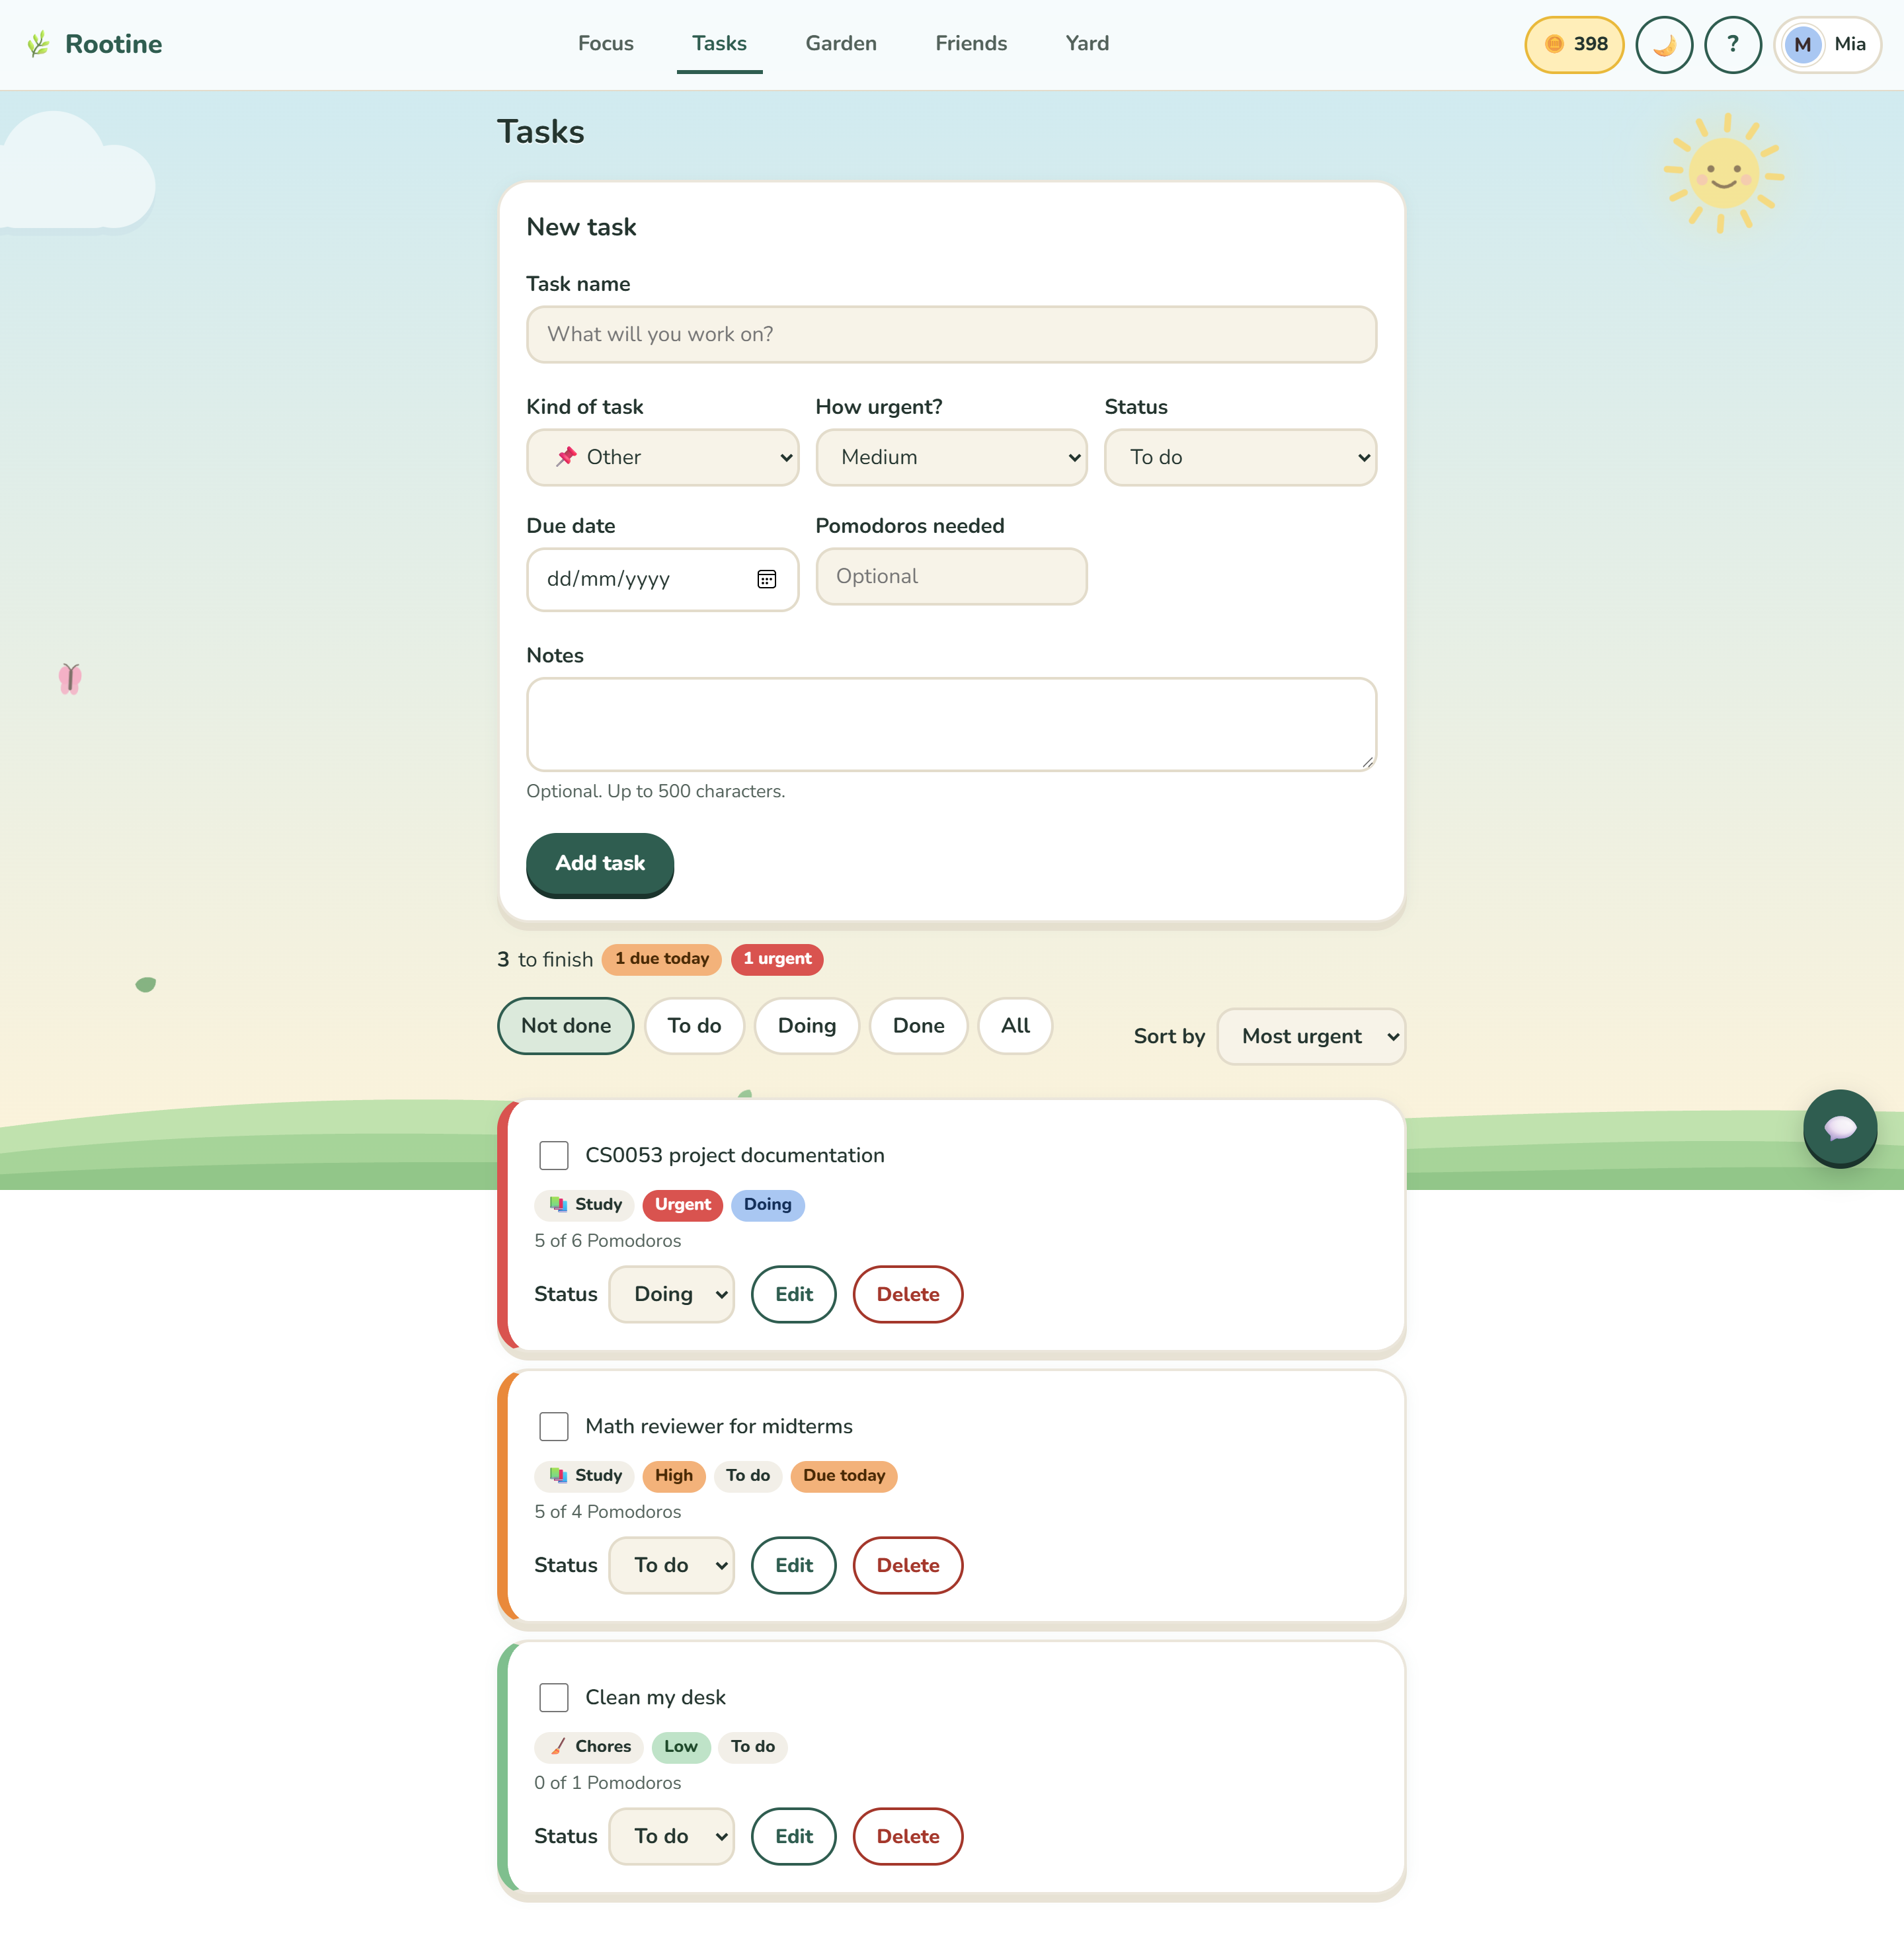 Rootine Focus Tasks Garden Friends Yard 398 ? M Mia
Tasks
New task
Task name
What will you work on?
Kind of task How urgent? Status
Other Medium To do
Due date Pomodoros needed
dd/mm/yyyy Optional
Notes
Optional. Up to 500 characters.
Add task
3 to finish 1 due today 1 urgent
Not done To do Doing Done All Sort by Most urgent
CS0053 project documentation
Study Urgent Doing
5 of 6 Pomodoros
Status Doing Edit Delete
Math reviewer for midterms
Study High To do Due today
5 of 4 Pomodoros
Status To do Edit Delete
Clean my desk
Chores Low To do
0 of 1 Pomodoros
Status To do Edit Delete